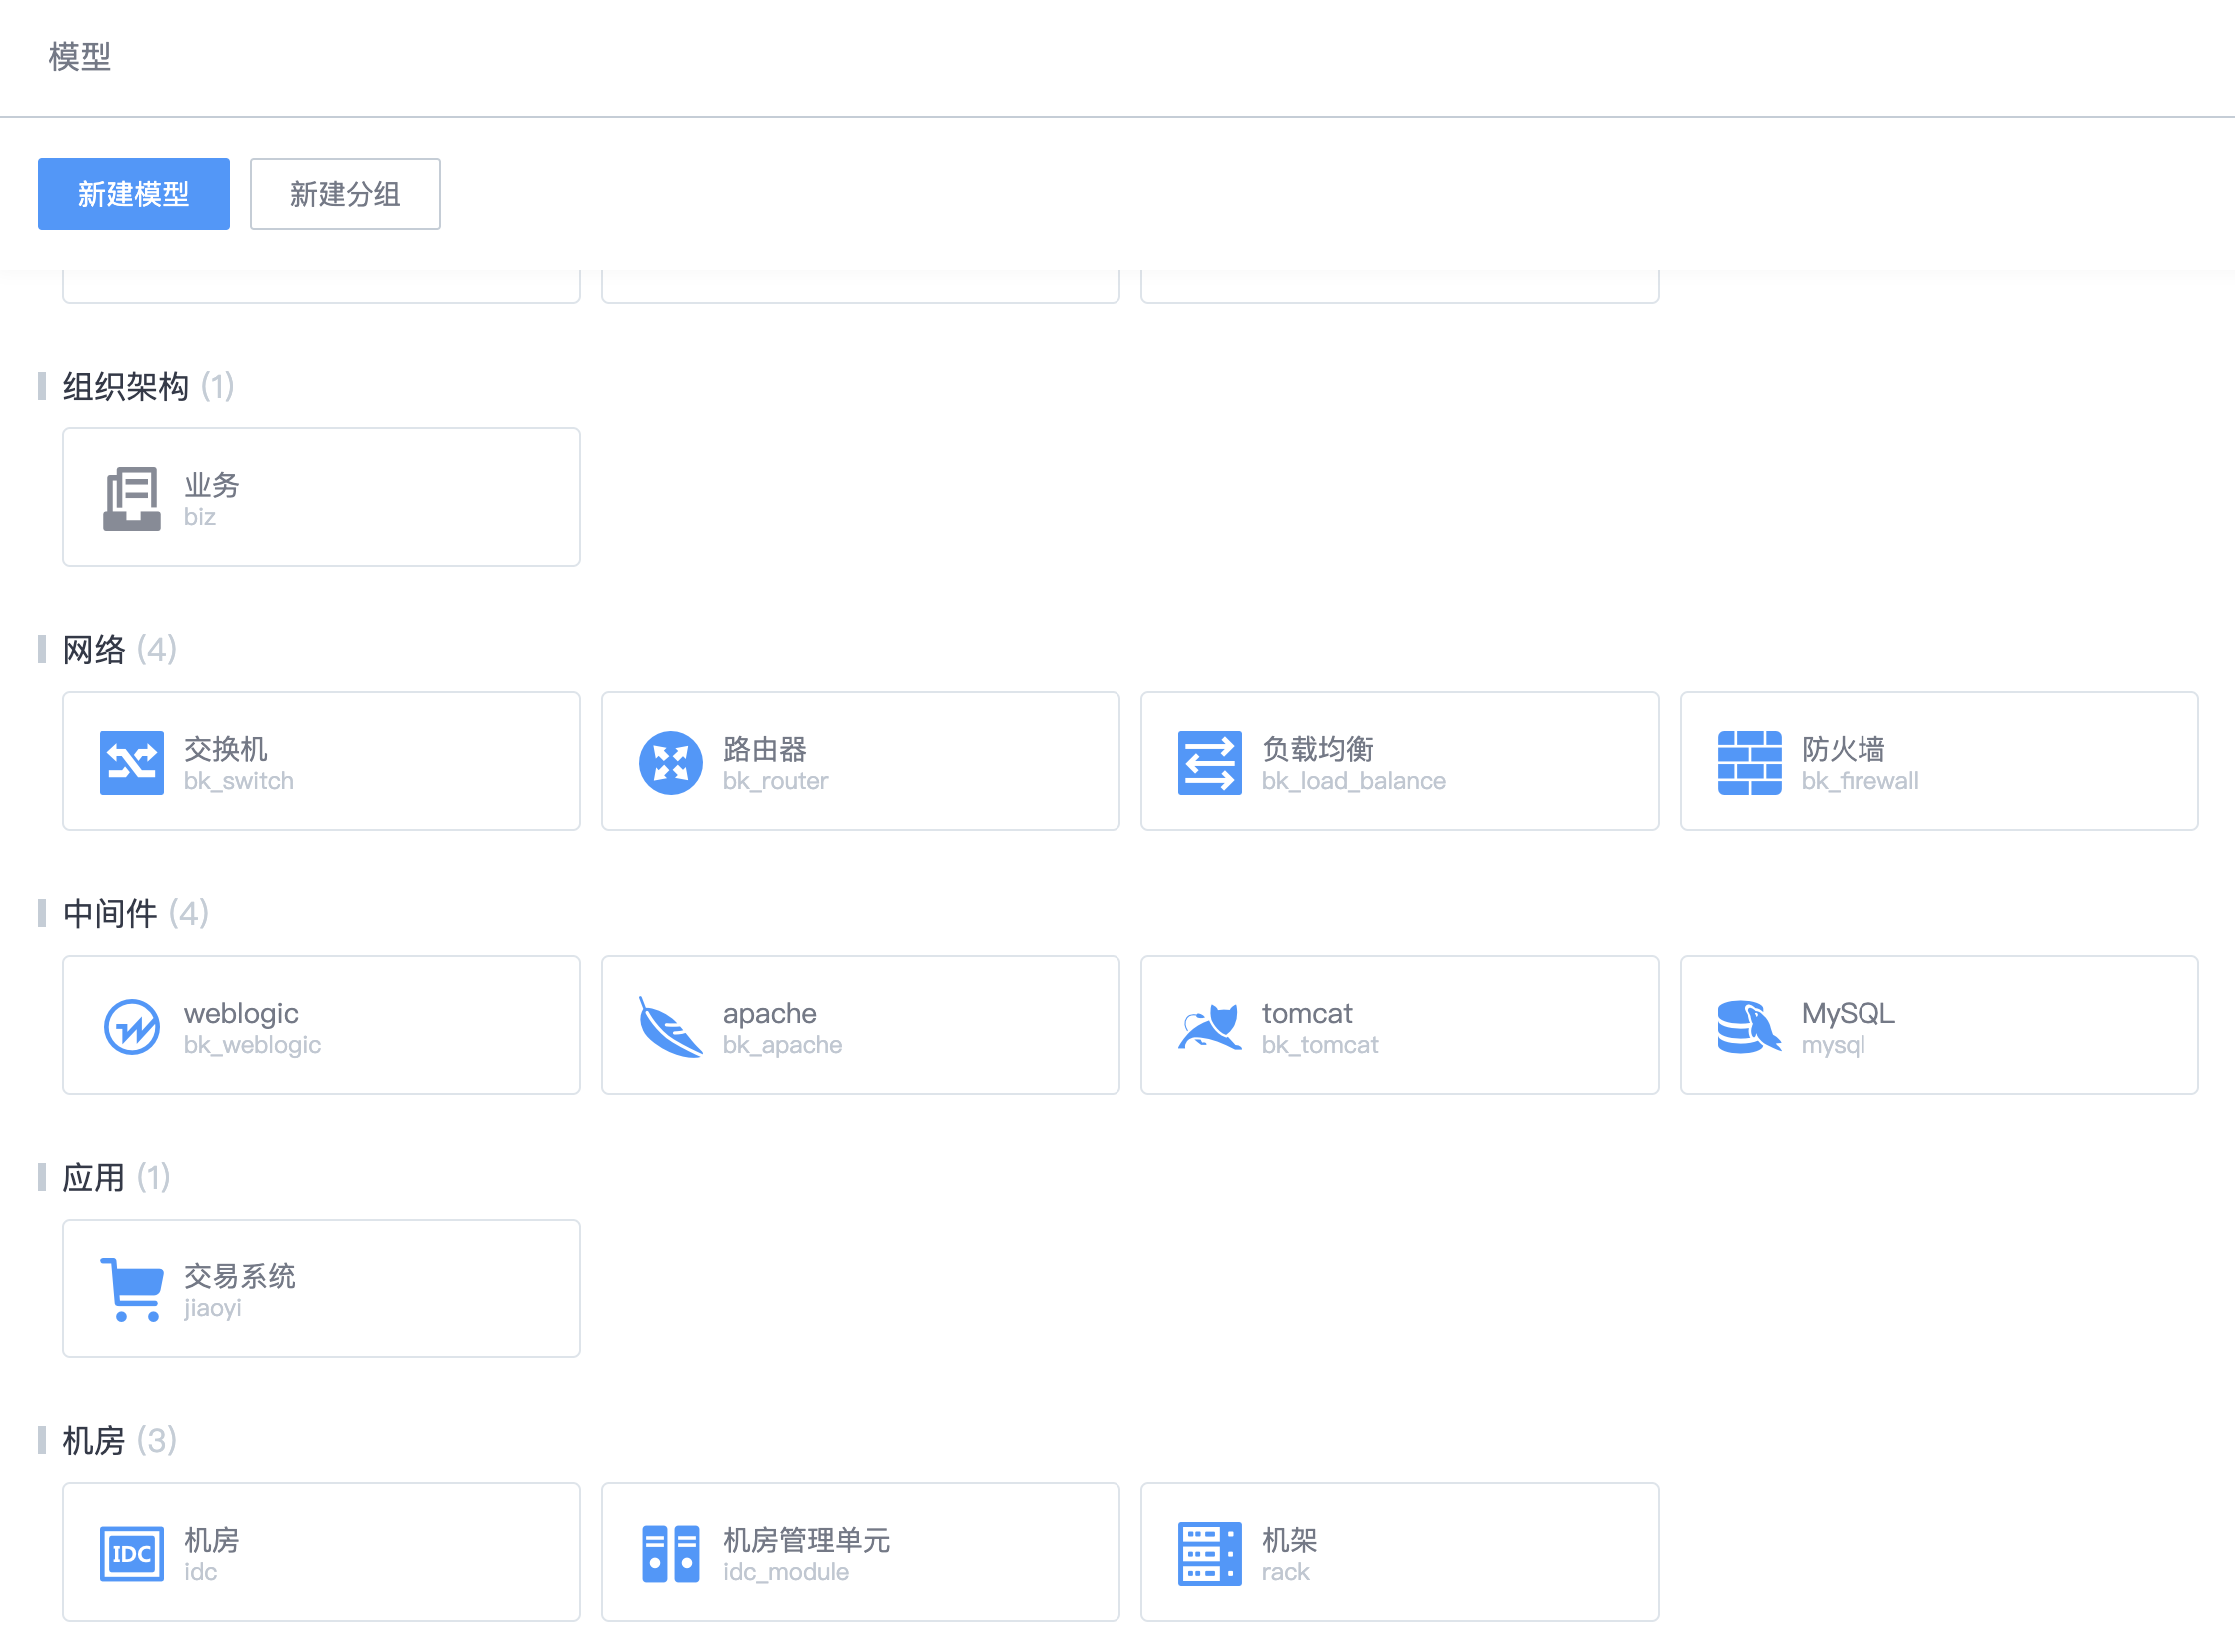 模型
新建模型 新建分组
组织架构 (1)
业务
biz
网络 (4)
交换机
bk_switch
路由器
bk_router
负载均衡
bk_load_balance
防火墙
bk_firewall
中间件 (4)
weblogic
bk_weblogic
apache
bk_apache
tomcat
bk_tomcat
MySQL
mysql
应用 (1)
交易系统
jiaoyi
机房 (3)
IDC
机房
idc
机房管理单元
idc_module
机架
rack